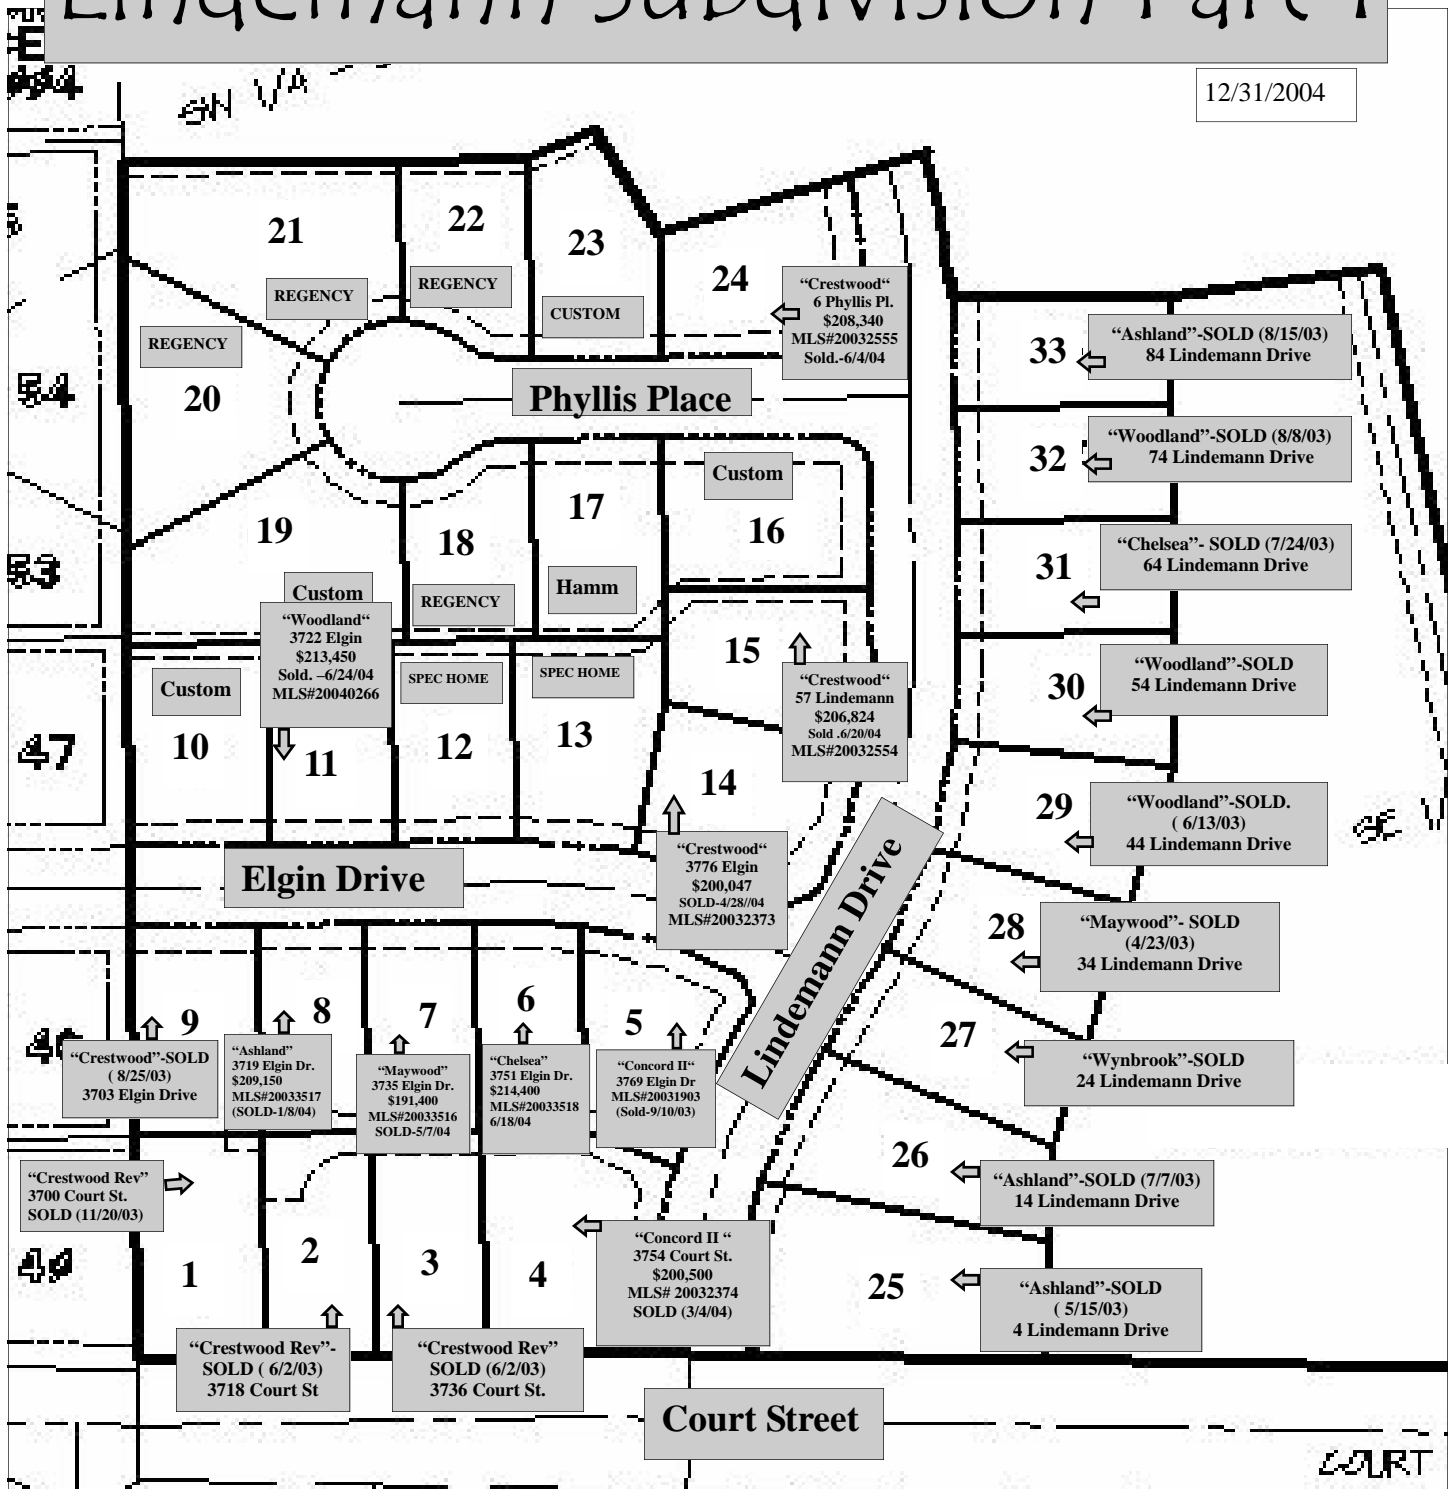 Lindemann Subdivision Part 1
12/31/2004
21
22
23
24
REGENCY
REGENCY
REGENCY
CUSTOM
20
“Crestwood“
6 Phyllis Pl.
$208,340
MLS#20032555
Sold.-6/4/04
33
“Ashland”-SOLD (8/15/03)
84 Lindemann Drive
54
Phyllis Place
32
“Woodland”-SOLD (8/8/03)
74 Lindemann Drive
Custom
16
17
Hamm
18
REGENCY
19
Custom
53
31
“Chelsea”- SOLD (7/24/03)
64 Lindemann Drive
“Woodland“
3722 Elgin
$213,450
Sold. –6/24/04
MLS#20040266
Custom
10
11
SPEC HOME
12
SPEC HOME
13
15
“Crestwood“
57 Lindemann
$206,824
Sold .6/20/04
MLS#20032554
30
“Woodland”-SOLD
54 Lindemann Drive
47
14
29
“Woodland”-SOLD.
( 6/13/03)
44 Lindemann Drive
“Crestwood“
3776 Elgin
$200,047
SOLD-4/28//04
MLS#20032373
Elgin Drive
Lindemann Drive
28
“Maywood”- SOLD
(4/23/03)
34 Lindemann Drive
9
8
7
6
5
27
“Crestwood”-SOLD
( 8/25/03)
3703 Elgin Drive
“Ashland”
3719 Elgin Dr.
$209,150
MLS#20033517
(SOLD-1/8/04)
“Maywood”
3735 Elgin Dr.
$191,400
MLS#20033516
SOLD-5/7/04
“Chelsea”
3751 Elgin Dr.
$214,400
MLS#20033518
6/18/04
“Concord II“
3769 Elgin Dr
MLS#20031903
(Sold-9/10/03)
“Wynbrook”-SOLD
24 Lindemann Drive
26
“Ashland”-SOLD (7/7/03)
14 Lindemann Drive
“Crestwood Rev”
3700 Court St.
SOLD (11/20/03)
49
1
2
3
4
“Concord II “
3754 Court St.
$200,500
MLS# 20032374
SOLD (3/4/04)
25
“Ashland”-SOLD
( 5/15/03)
4 Lindemann Drive
“Crestwood Rev”-
SOLD ( 6/2/03)
3718 Court St
“Crestwood Rev”
SOLD (6/2/03)
3736 Court St.
Court Street
COURT